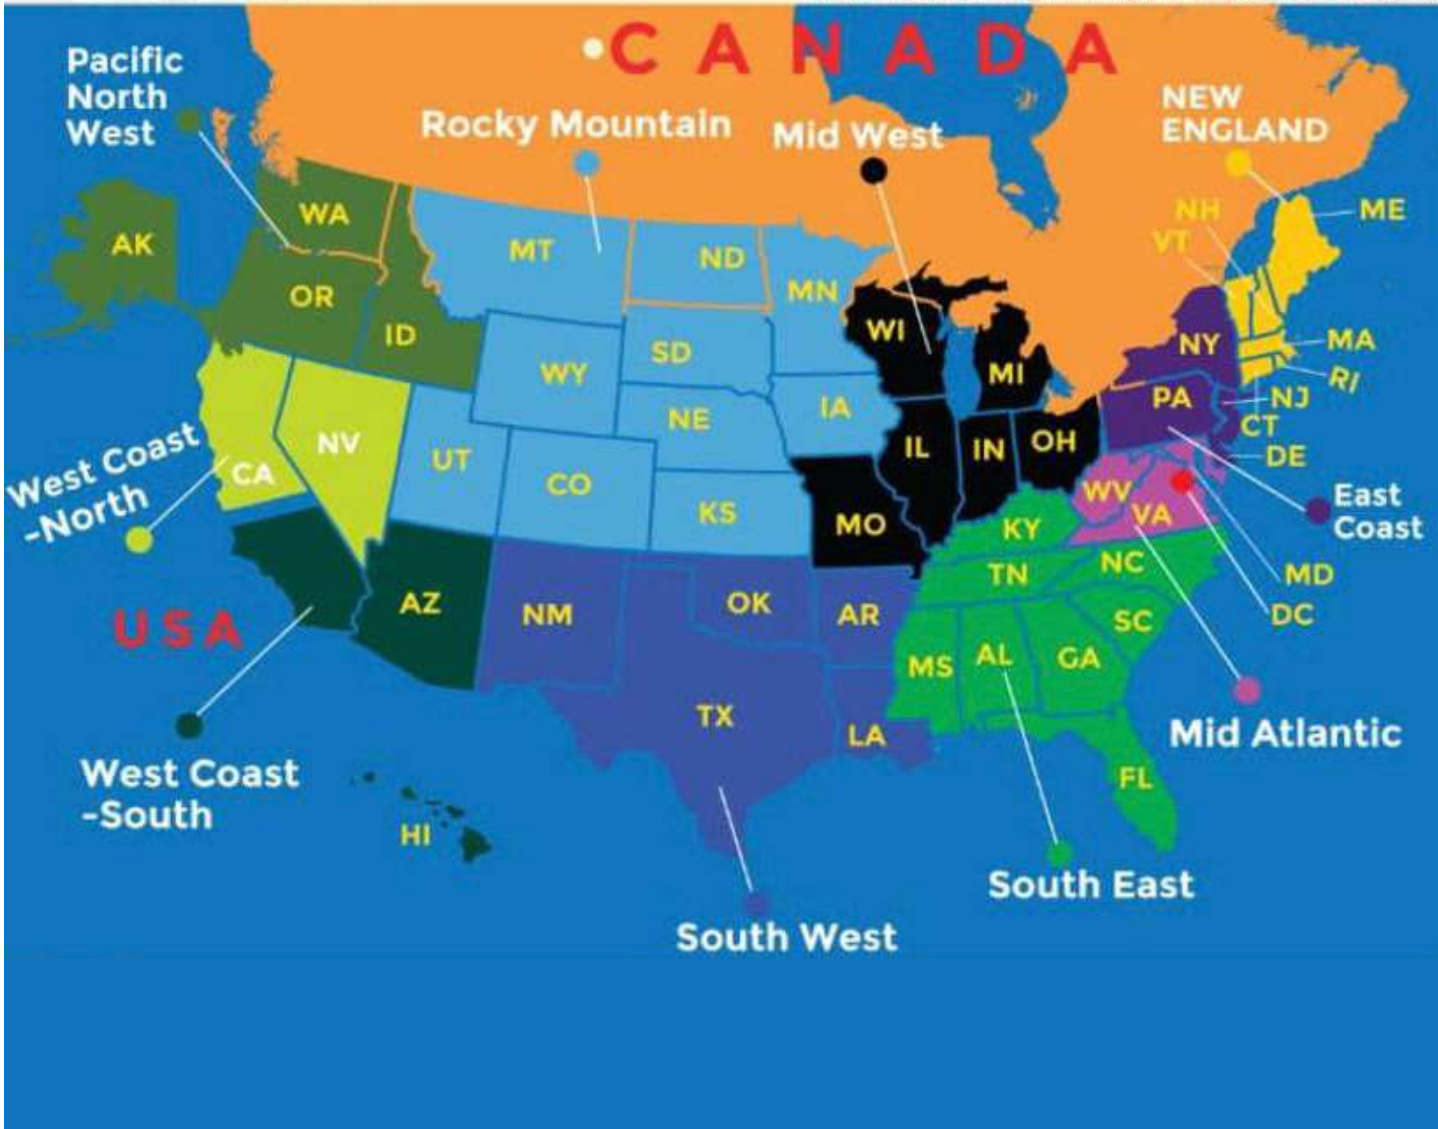 CANADA
Pacific
North
West
Rocky Mountain
Mid West
NEW
ENGLAND
NH
ME
VT
WA
AK
MT
ND
OR
MN
ID
WI
NY
MA
SD
WY
MI
RI
PA
NJ
IA
NE
CT
NV
IL
IN
OH
DE
UT
West Coast
-North
CA
CO
WV
East
Coast
KS
VA
MO
KY
NC
TN
MD
AZ
OK
NM
AR
DC
SC
USA
AL
GA
MS
TX
LA
Mid Atlantic
West Coast
-South
FL
HI
South East
South West